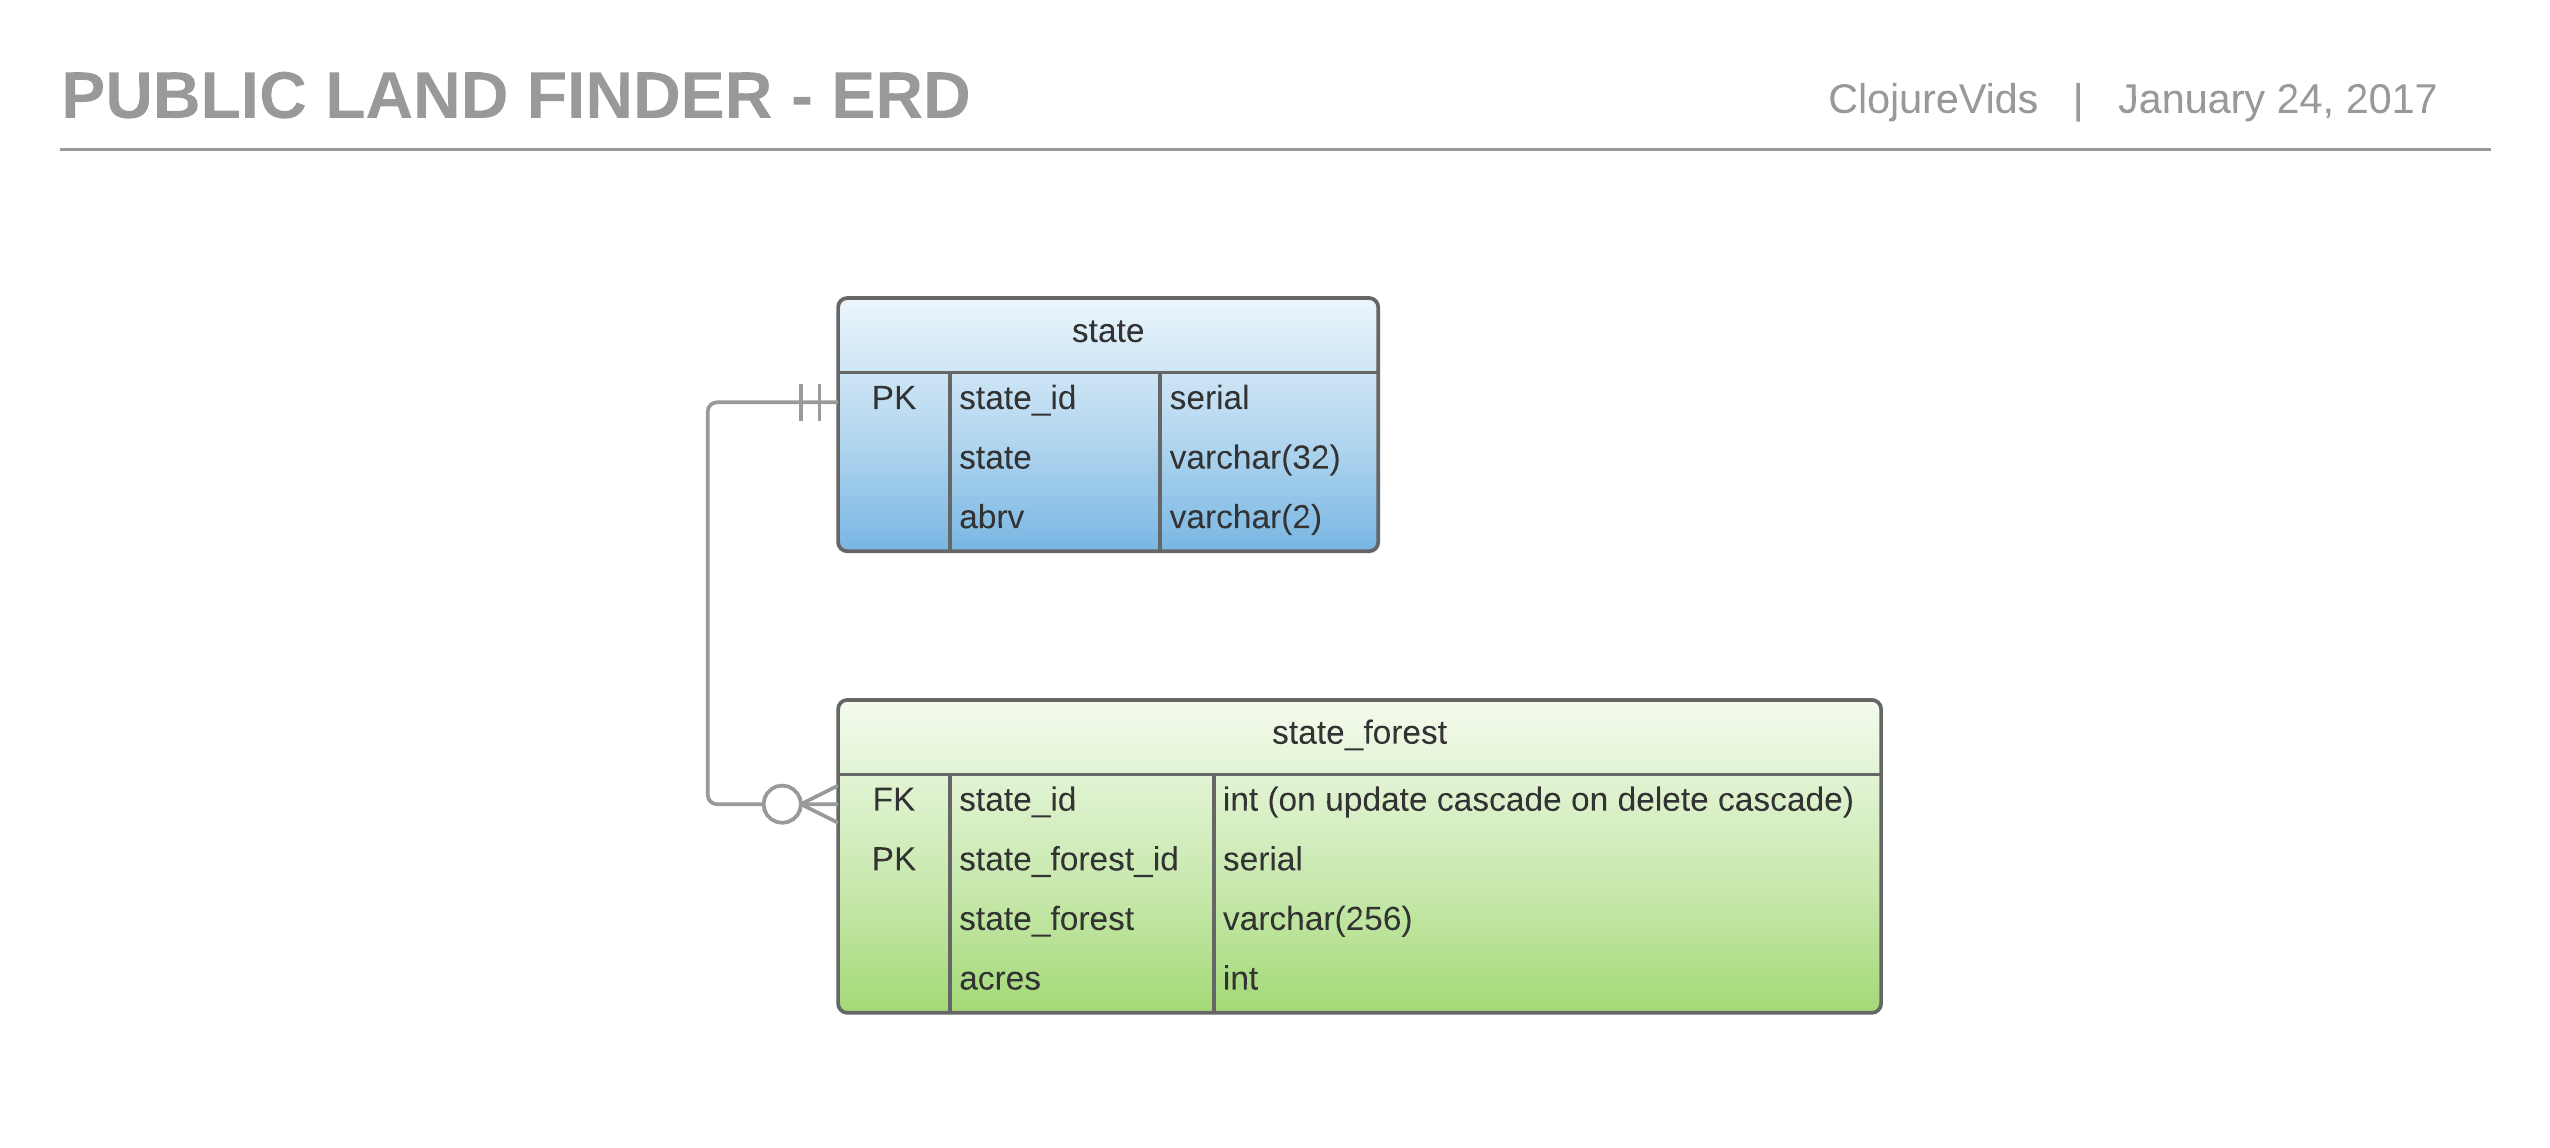 PUBLIC LAND FINDER - ERD
ClojureVids | January 24, 2017
state
PK state_id serial
state varchar(32)
abrv varchar(2)
state_forest
FK state_id int (on update cascade on delete cascade)
PK state_forest_id serial
state_forest varchar(256)
acres int